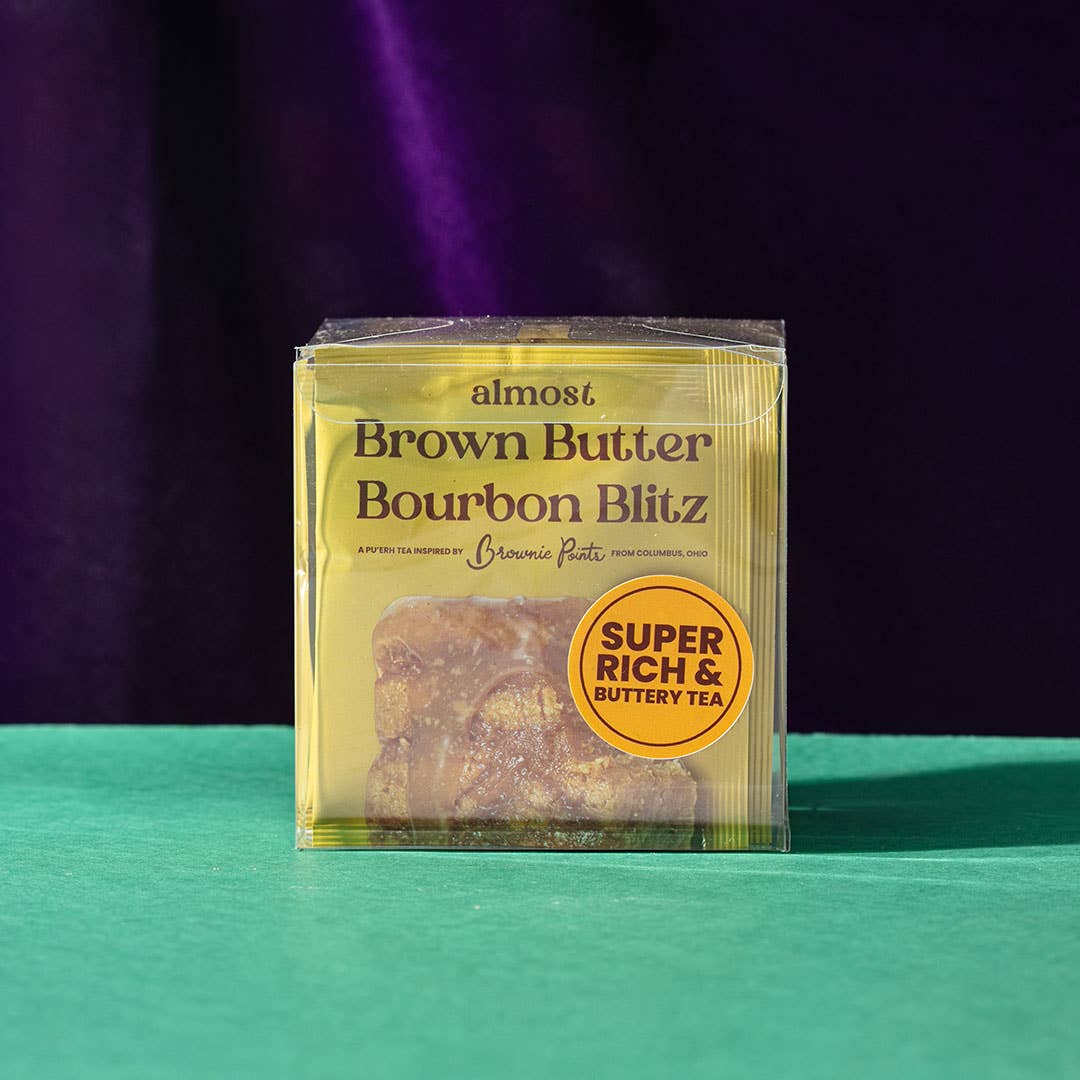 almost
Brown Butter
Bourbon Blitz
A PU'ERH TEA INSPIRED BY Brownie Points FROM COLUMBUS, OHIO
SUPER
RICH &
BUTTERY TEA